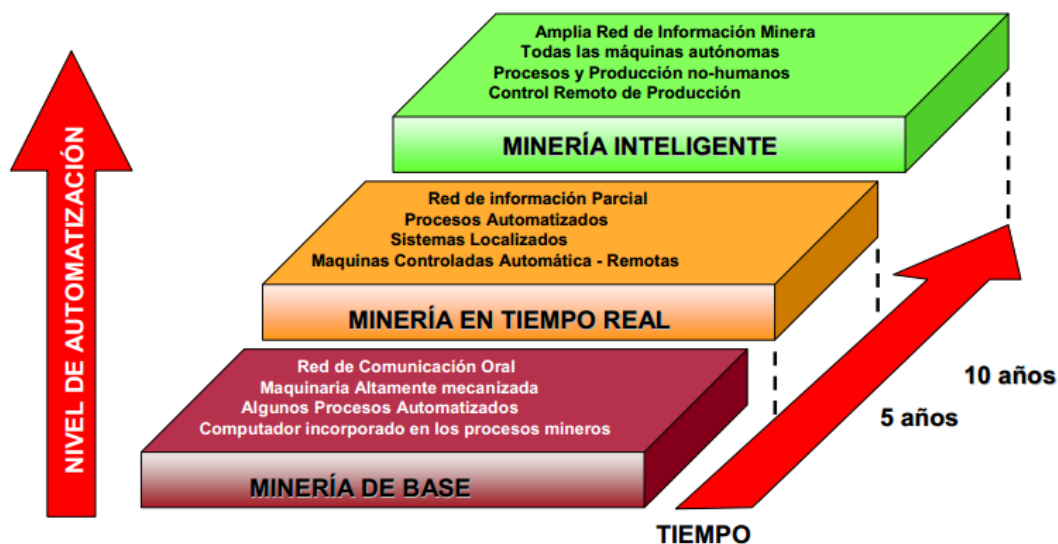 Amplia Red de Información Minera
Todas las máquinas autónomas
Procesos y Producción no-humanos
Control Remoto de Producción
MINERÍA INTELIGENTE
Red de información Parcial
Procesos Automatizados
Sistemas Localizados
Maquinas Controladas Automática - Remotas
MINERÍA EN TIEMPO REAL
Red de Comunicación Oral
Maquinaria Altamente mecanizada
Algunos Procesos Automatizados
Computador incorporado en los procesos mineros
MINERÍA DE BASE
NIVEL DE AUTOMATIZACIÓN
10 años
5 años
TIEMPO